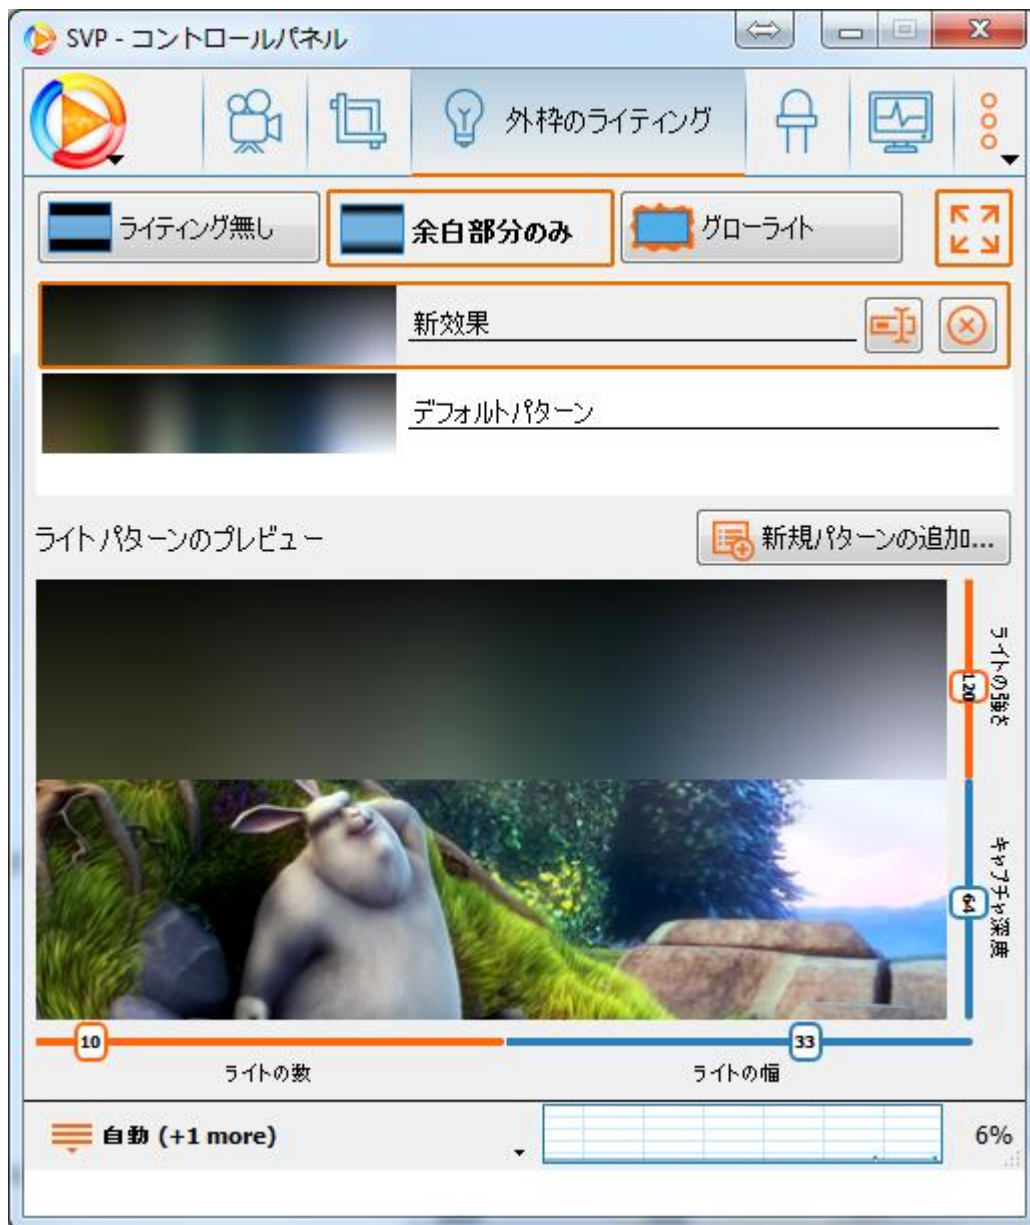 SVP - コントロールパネル
外枠のライティング
ライティング無し
余白部分のみ
グローライト
新効果
デフォルトパターン
ライトパターンのプレビュー
新規パターンの追加...
ライトの強さ
120
キャプチャ深度
64
10
33
ライトの数
ライトの幅
自動 (+1 more)
6%